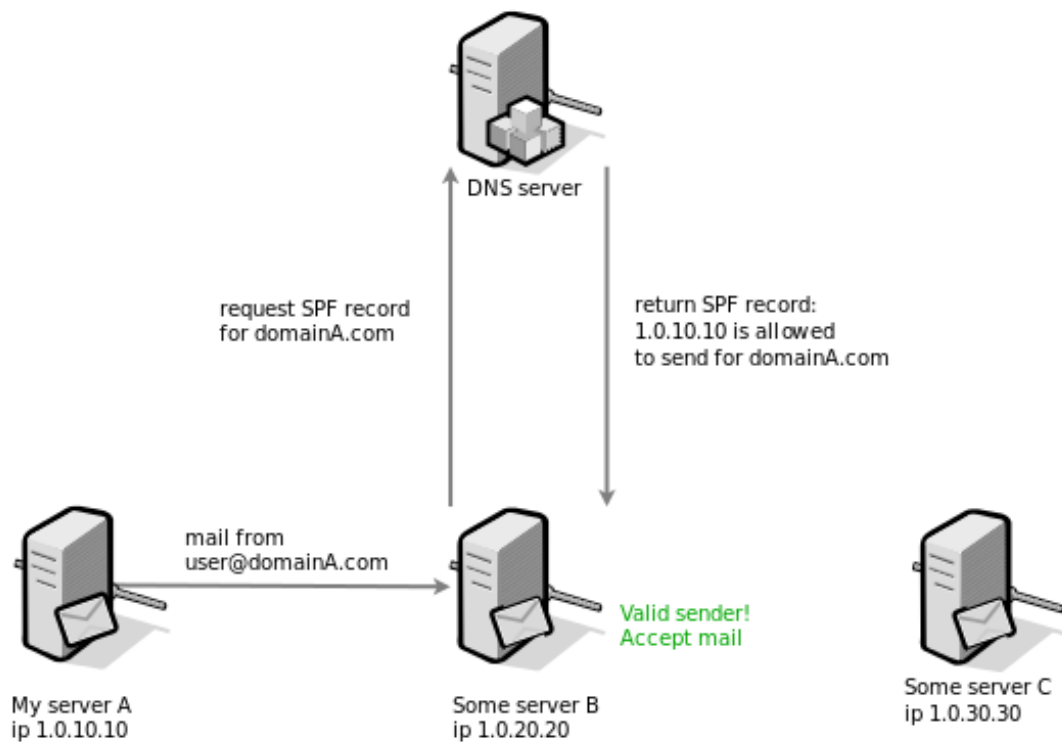 DNS server
request SPF record
for domainA.com
return SPF record:
1.0.10.10 is allowed
to send for domainA.com
mail from
user@domainA.com
Valid sender!
Accept mail
My server A
ip 1.0.10.10
Some server B
ip 1.0.20.20
Some server C
ip 1.0.30.30